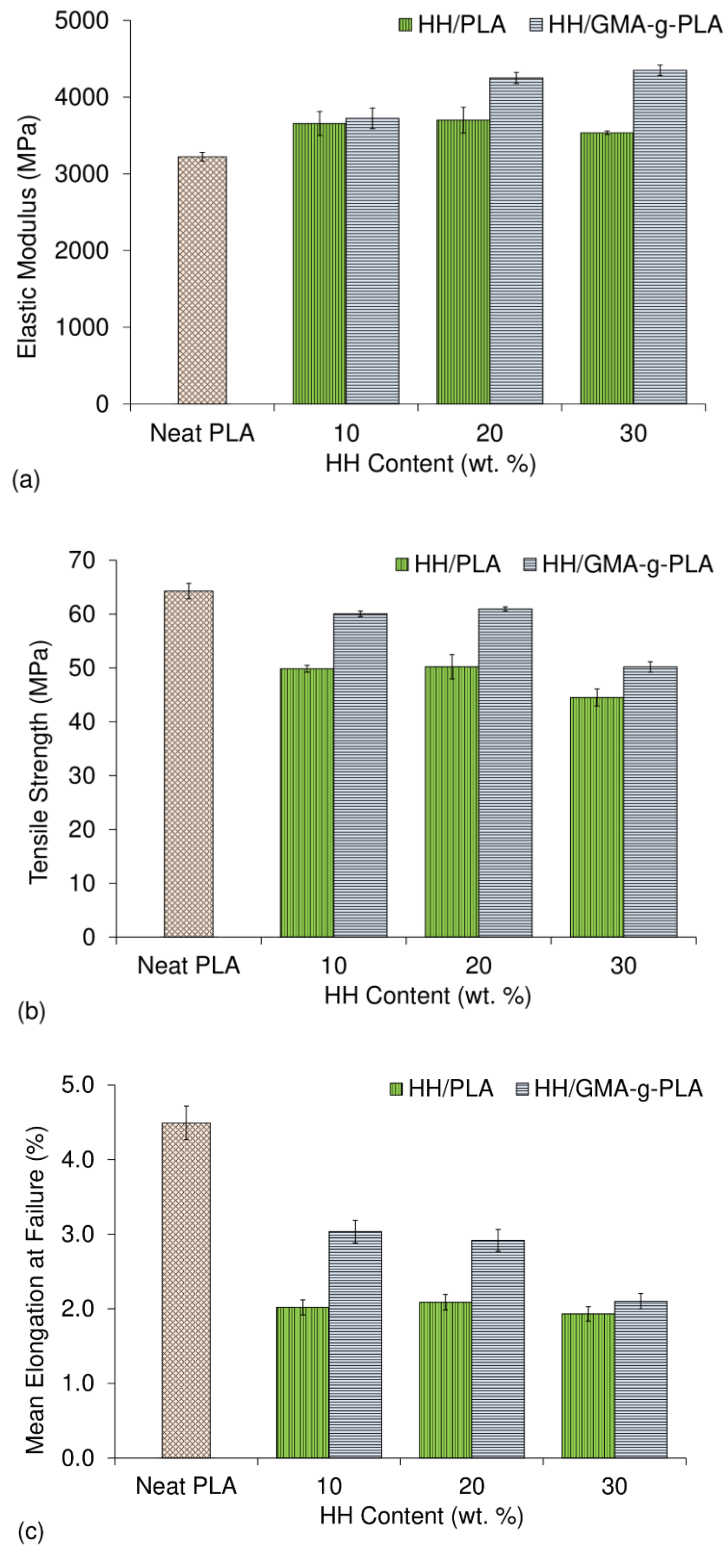 HH/PLA HH/GMA-g-PLA
5000
4000
3000
2000
1000
0
Elastic Modulus (MPa)
Neat PLA 10 20 30
HH Content (wt. %)
(a)
HH/PLA HH/GMA-g-PLA
70
60
50
40
30
20
10
0
Tensile Strength (MPa)
Neat PLA 10 20 30
HH Content (wt. %)
(b)
HH/PLA HH/GMA-g-PLA
5.0
4.0
3.0
2.0
1.0
0.0
Mean Elongation at Failure (%)
Neat PLA 10 20 30
HH Content (wt. %)
(c)